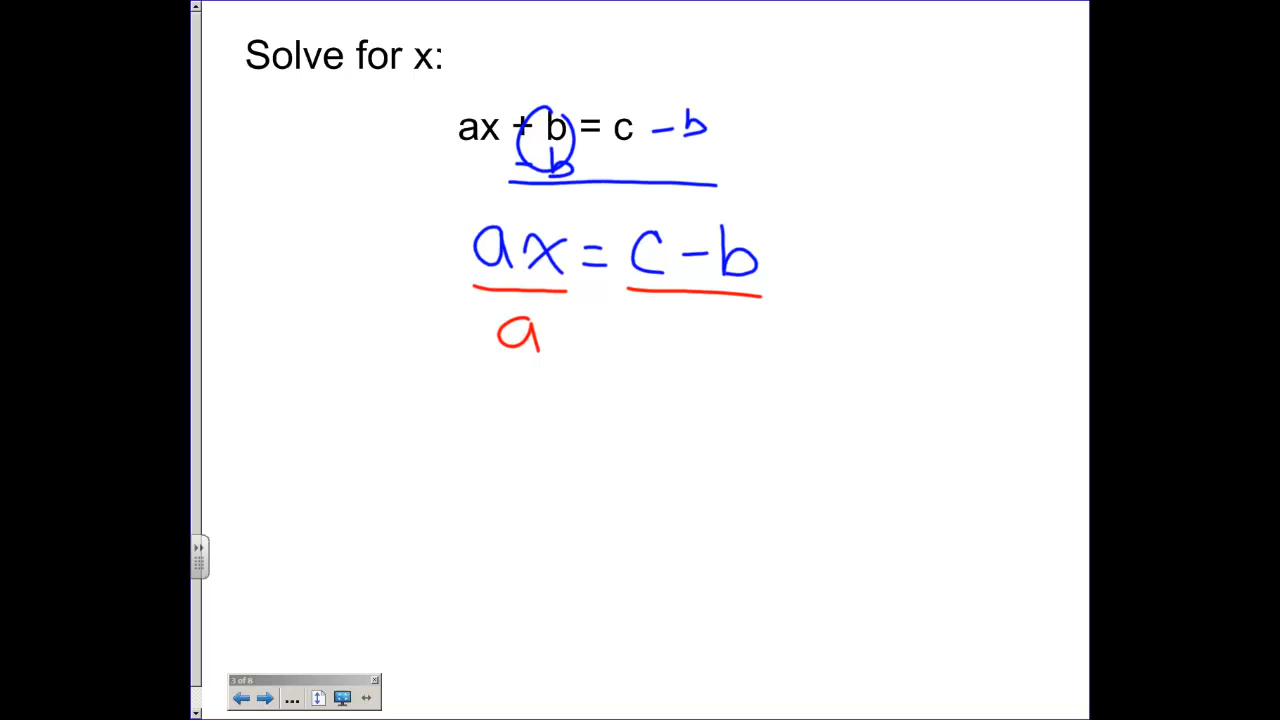 Solve for x:
ax + b = c - b
- b
ax = c - b
a
3 of 8
...